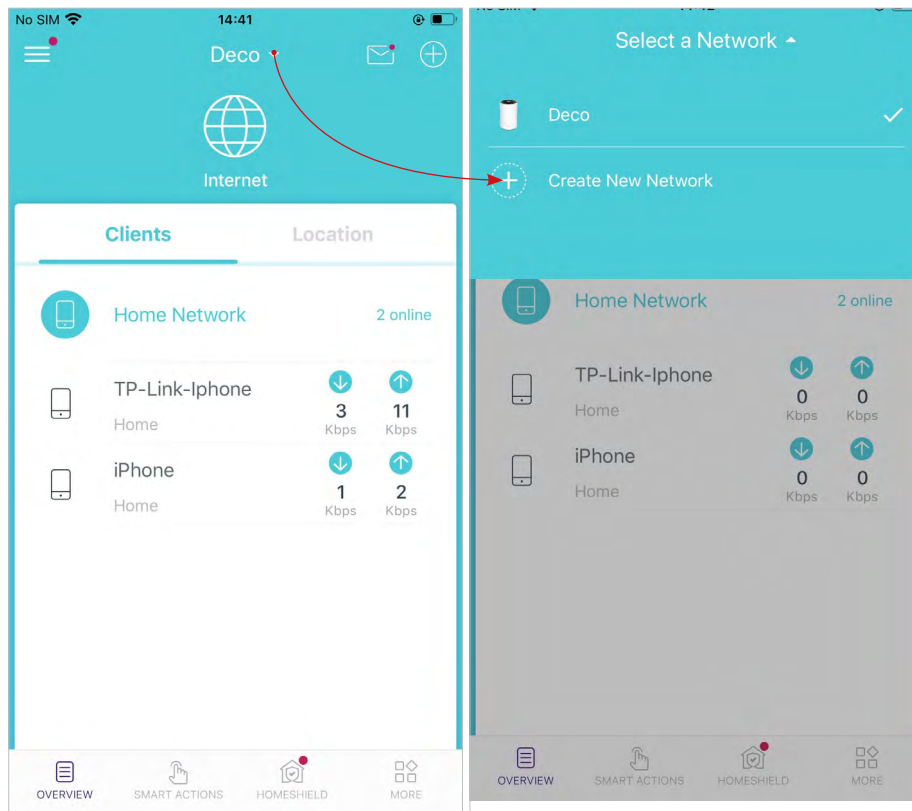 No SIM 14:41
Deco
Internet
Clients Location
Home Network 2 online
TP-Link-Iphone
Home
3 11
Kbps Kbps
iPhone
Home
1 2
Kbps Kbps
OVERVIEW SMART ACTIONS HOMESHIELD MORE
Select a Network
Deco
Create New Network
Home Network 2 online
TP-Link-Iphone
Home
0 0
Kbps Kbps
iPhone
Home
0 0
Kbps Kbps
OVERVIEW SMART ACTIONS HOMESHIELD MORE